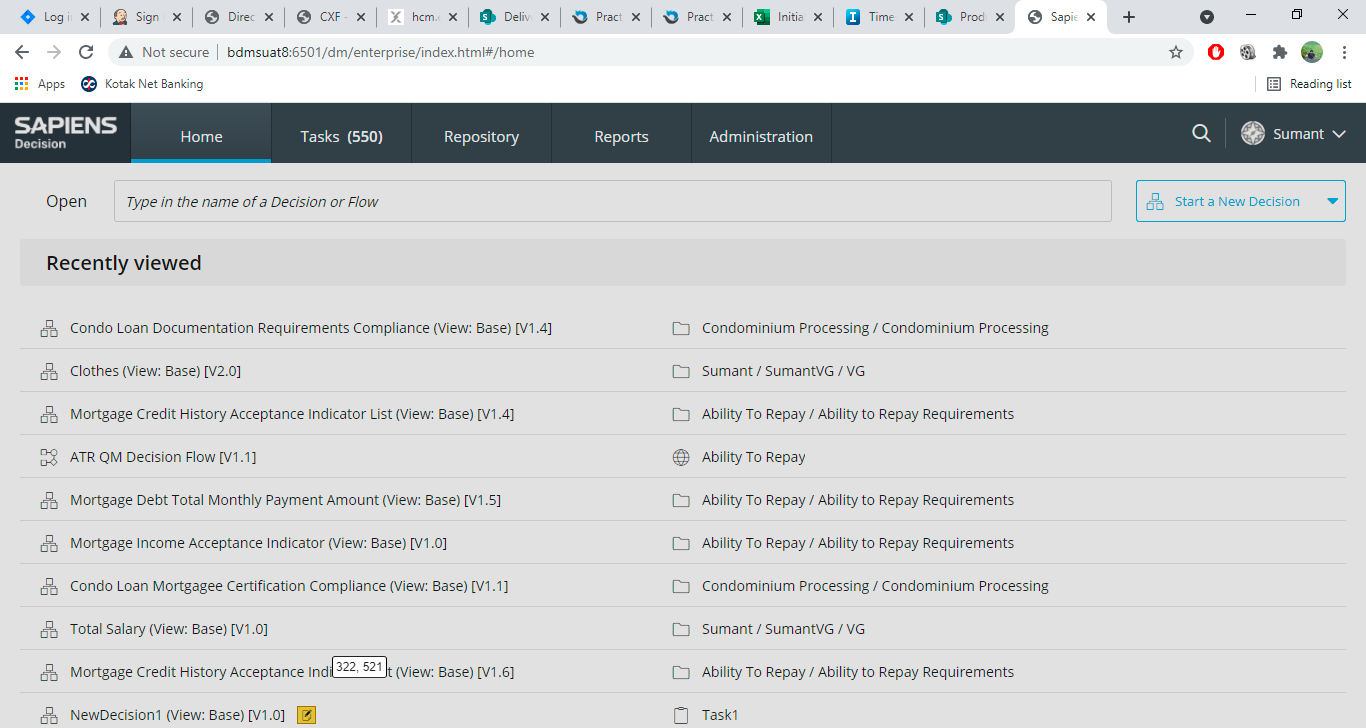 Log i
Sign
Direc
CXF
hcm.
Delive
Pract
Pract
Initia
Time
Prod
Sapie
Not secure
bdmsuat8:6501/dm/enterprise/index.html#/home
Apps
Kotak Net Banking
Reading list
SAPIENS
Decision
Home
Tasks (550)
Repository
Reports
Administration
Sumant
Open
Type in the name of a Decision or Flow
Start a New Decision
Recently viewed
Condo Loan Documentation Requirements Compliance (View: Base) [V1.4]
Condominium Processing / Condominium Processing
Clothes (View: Base) [V2.0]
Sumant / SumantVG / VG
Mortgage Credit History Acceptance Indicator List (View: Base) [V1.4]
Ability To Repay / Ability to Repay Requirements
ATR QM Decision Flow [V1.1]
Ability To Repay
Mortgage Debt Total Monthly Payment Amount (View: Base) [V1.5]
Ability To Repay / Ability to Repay Requirements
Mortgage Income Acceptance Indicator (View: Base) [V1.0]
Ability To Repay / Ability to Repay Requirements
Condo Loan Mortgagee Certification Compliance (View: Base) [V1.1]
Condominium Processing / Condominium Processing
Total Salary (View: Base) [V1.0]
Sumant / SumantVG / VG
Mortgage Credit History Acceptance Indi 322, 521 t (View: Base) [V1.6]
Ability To Repay / Ability to Repay Requirements
NewDecision1 (View: Base) [V1.0]
Task1